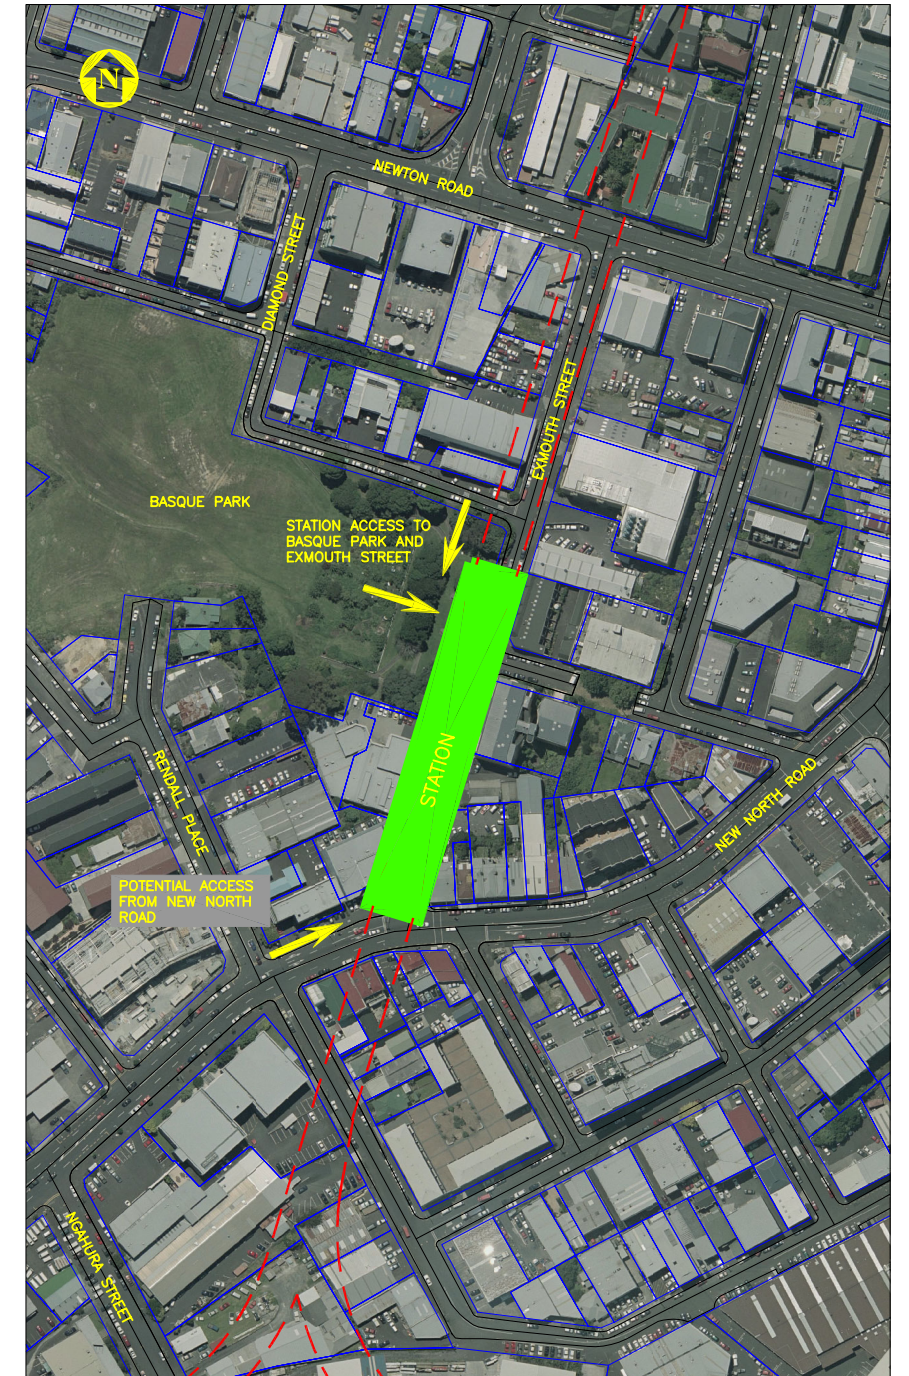 N
NEWTON ROAD
DIAMOND STREET
EXMOUTH STREET
BASQUE PARK
STATION ACCESS TO
BASQUE PARK AND
EXMOUTH STREET
STATION
RENDALL PLACE
NEW NORTH ROAD
POTENTIAL ACCESS
FROM NEW NORTH
ROAD
NGAHURA STREET